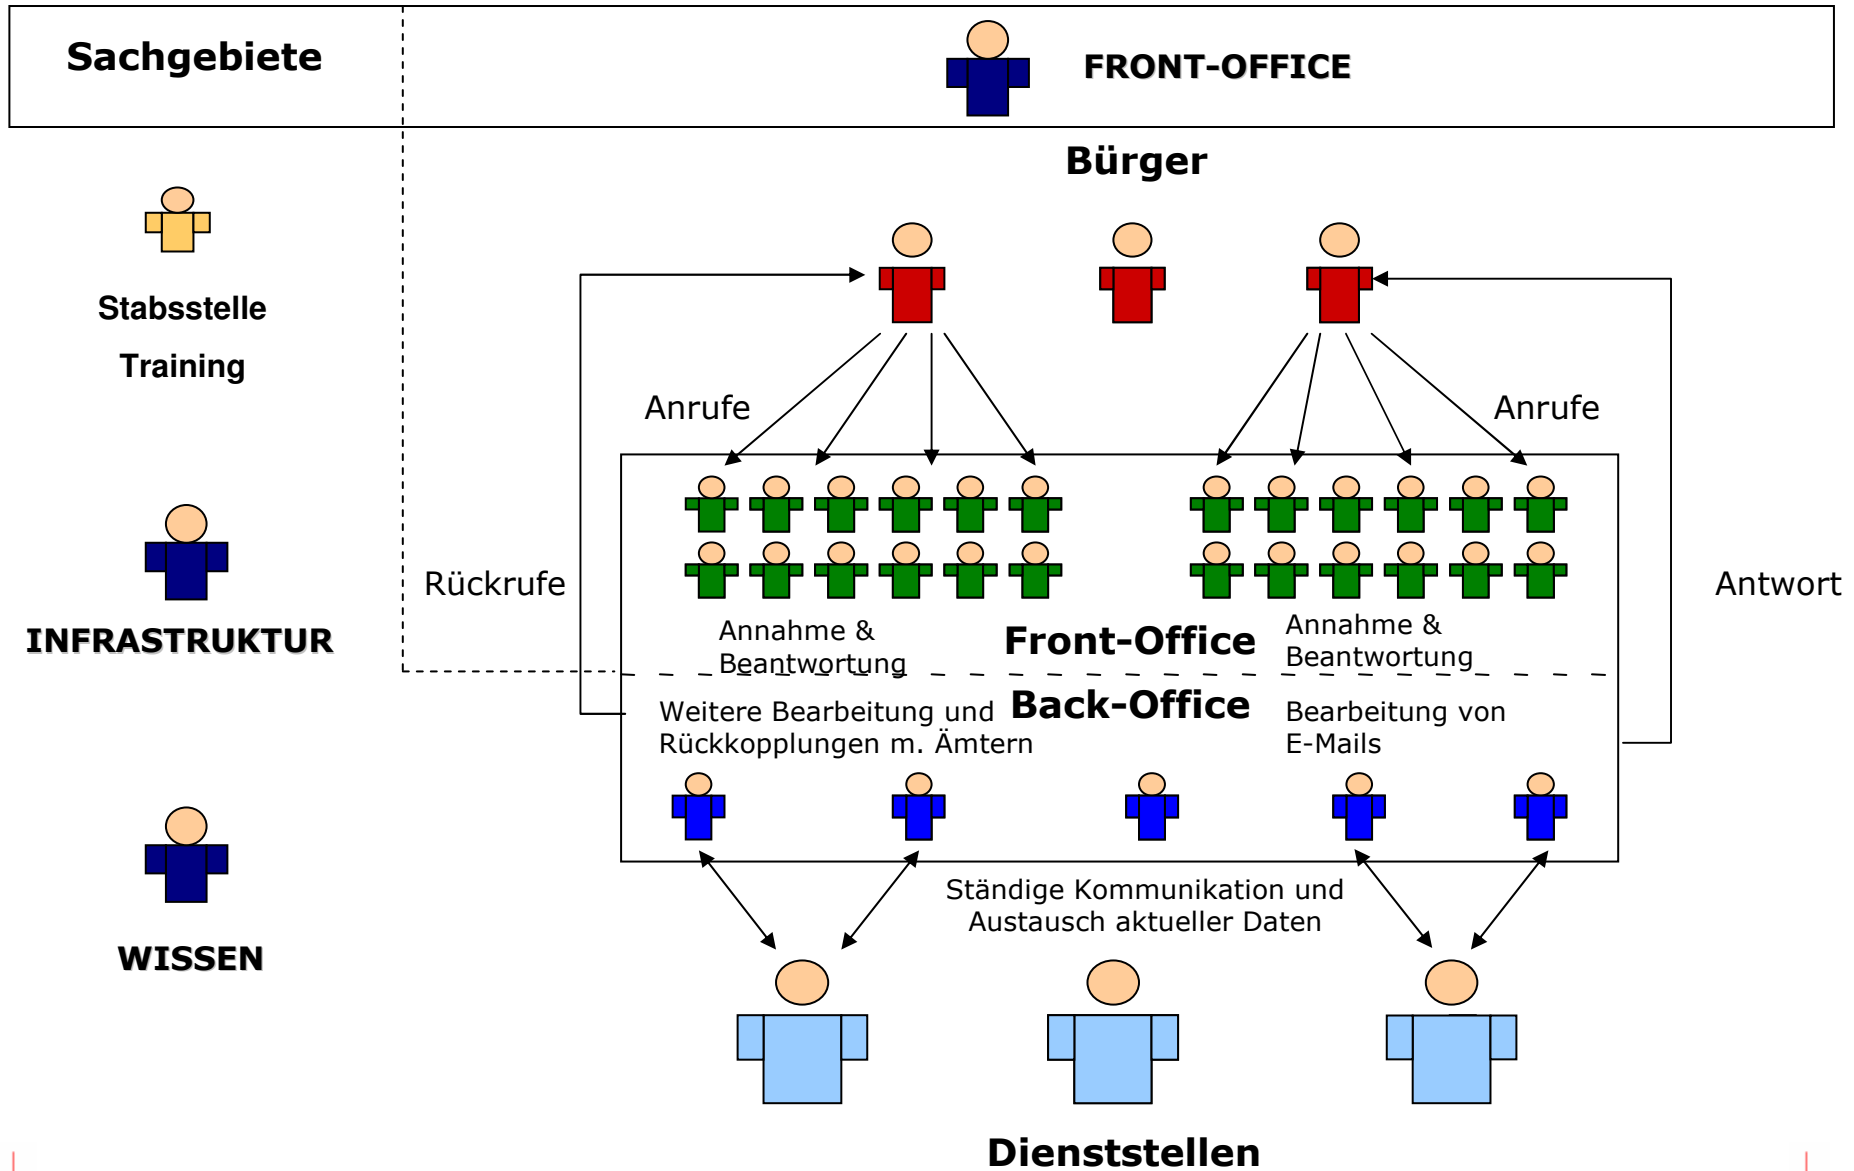 Sachgebiete
FRONT-OFFICE
Bürger
Stabsstelle
Training
Anrufe
Anrufe
Rückrufe
Antwort
INFRASTRUKTUR
Annahme &
Beantwortung
Front-Office
Annahme &
Beantwortung
Back-Office
Weitere Bearbeitung und
Rückkopplungen m. Ämtern
Bearbeitung von
E-Mails
Ständige Kommunikation und
Austausch aktueller Daten
WISSEN
Dienststellen